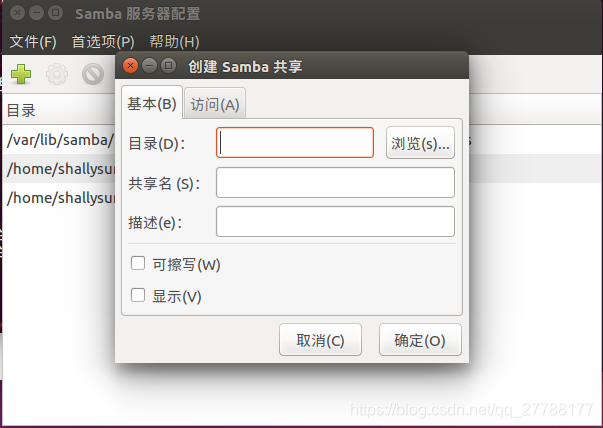 Samba 服务器配置
文件(F) 首选项(P) 帮助(H)
目录
/var/lib/samba/
/home/shallysun
/home/shallysun
创建 Samba 共享
基本(B) 访问(A)
目录(D)： 浏览(s)...
共享名 (S)：
描述(e)：
可擦写(W)
显示(V)
取消(C) 确定(O)
https://blog.csdn.net/qq_27788177